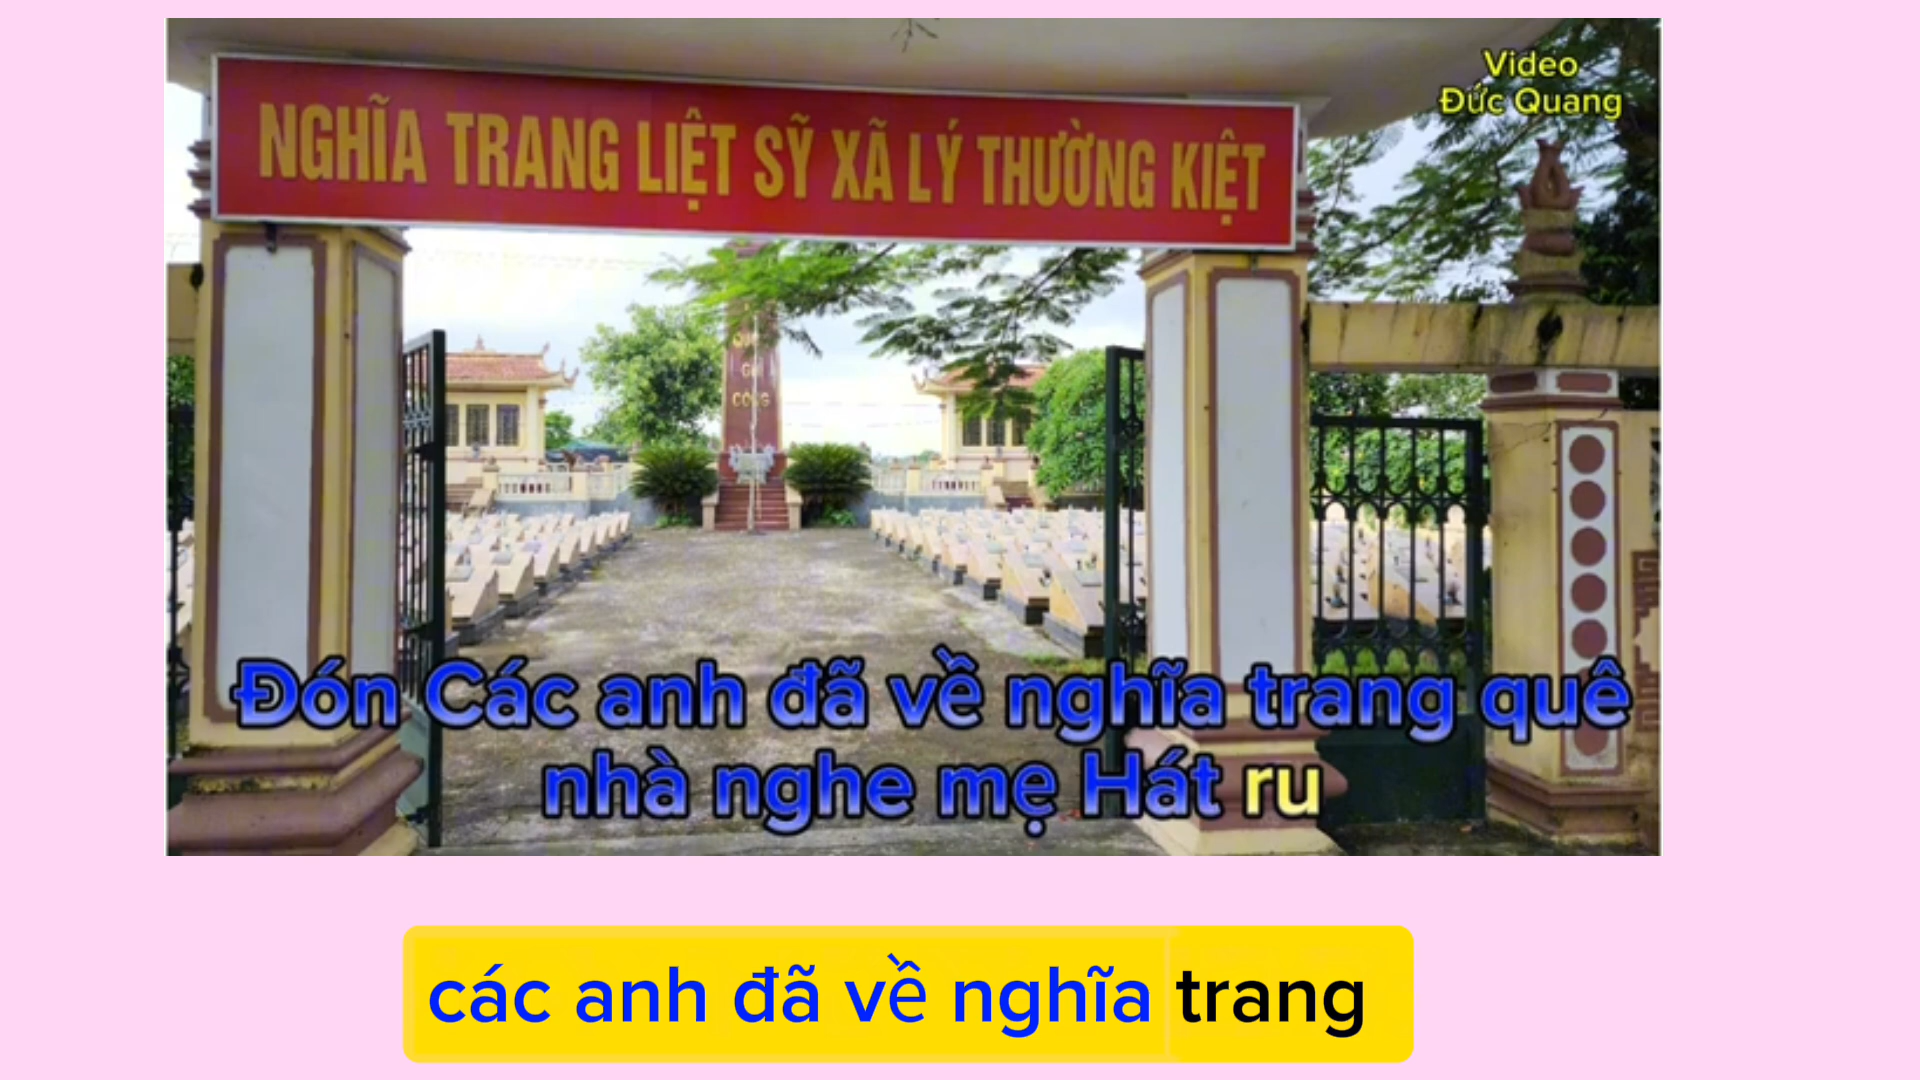 Video
Đức Quang
NGHĨA TRANG LIỆT SỸ XÃ LÝ THƯỜNG KIỆT
CÔNG
Đón Các anh đã về nghĩa trang quê
nhà nghe mẹ Hát ru
các anh đã về nghĩa trang